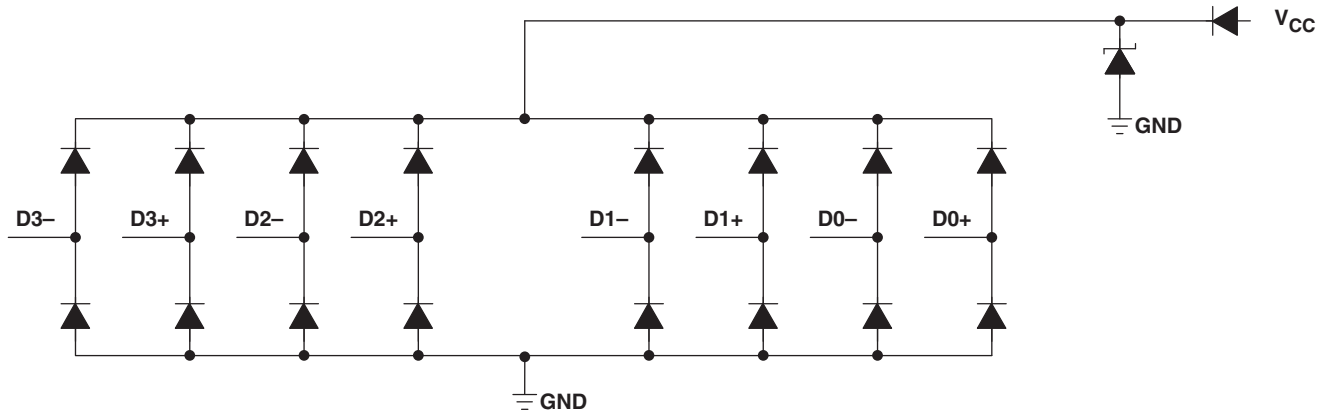 VCC
GND
D3– D3+ D2– D2+ D1– D1+ D0– D0+
GND